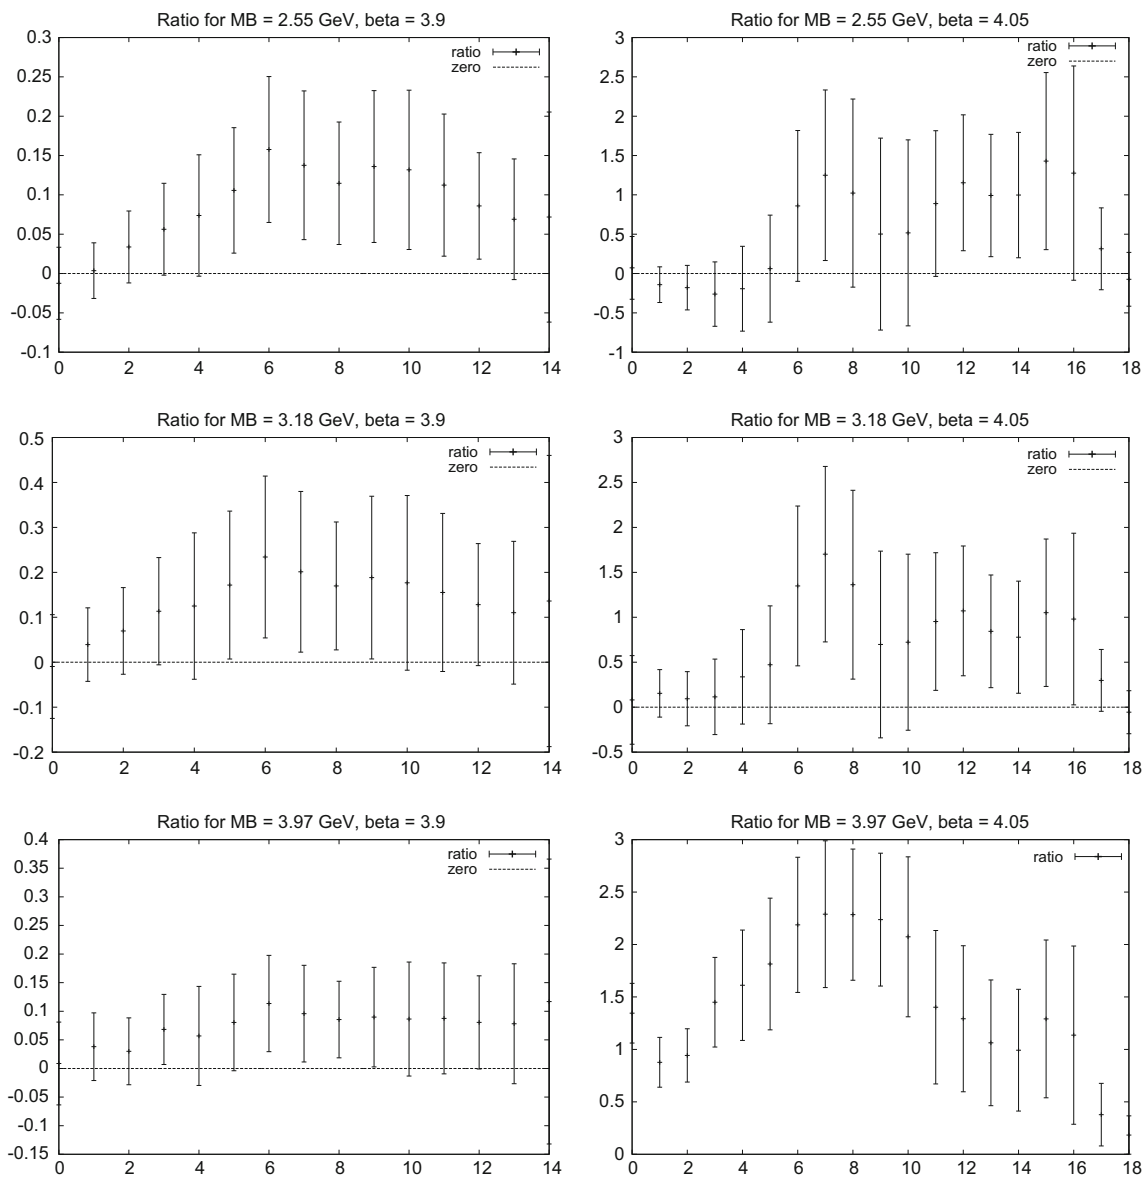 Ratio for MB = 2.55 GeV, beta = 3.9
0.3
0.25
0.2
0.15
0.1
0.05
0
-0.05
-0.1
ratio
zero
0 2 4 6 8 10 12 14
Ratio for MB = 2.55 GeV, beta = 4.05
3
2.5
2
1.5
1
0.5
0
-0.5
-1
ratio
zero
0 2 4 6 8 10 12 14 16 18
Ratio for MB = 3.18 GeV, beta = 3.9
0.5
0.4
0.3
0.2
0.1
0
-0.1
-0.2
ratio
zero
0 2 4 6 8 10 12 14
Ratio for MB = 3.18 GeV, beta = 4.05
3
2.5
2
1.5
1
0.5
0
-0.5
ratio
zero
0 2 4 6 8 10 12 14 16 18
Ratio for MB = 3.97 GeV, beta = 3.9
0.4
0.35
0.3
0.25
0.2
0.15
0.1
0.05
0
-0.05
-0.1
-0.15
ratio
zero
0 2 4 6 8 10 12 14
Ratio for MB = 3.97 GeV, beta = 4.05
3
2.5
2
1.5
1
0.5
0
ratio
0 2 4 6 8 10 12 14 16 18